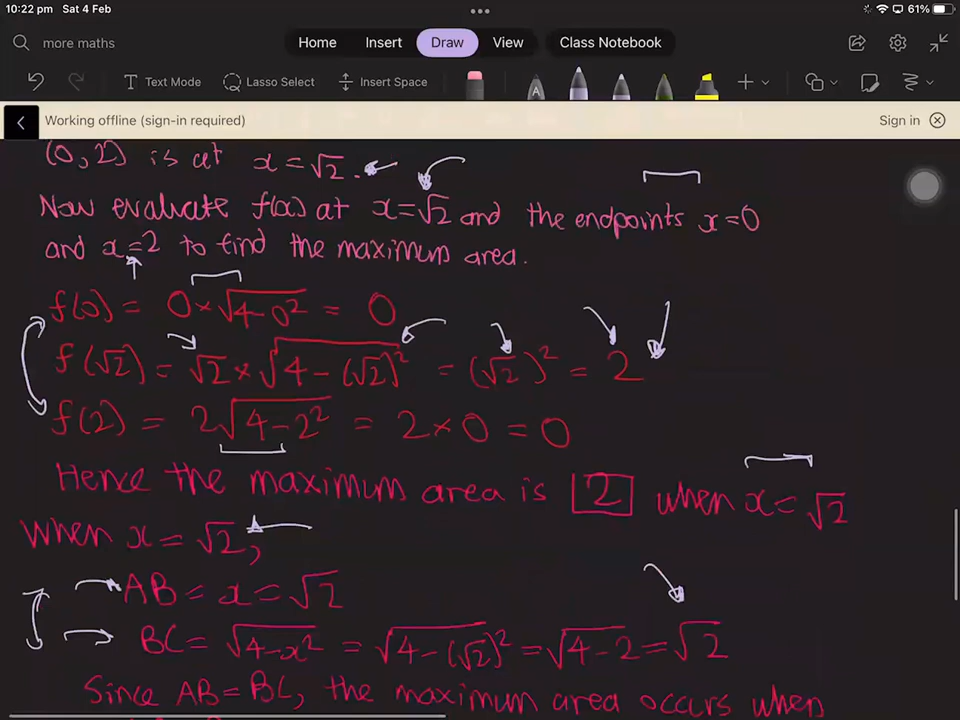 10:22 pm Sat 4 Feb 61%
more maths Home Insert Draw View Class Notebook
Text Mode Lasso Select Insert Space
Working offline (sign-in required) Sign in
(0,2) is at x=√2.
Now evaluate f(x) at x=√2 and the endpoints x=0
and x=2 to find the maximum area.
f(0) = 0×√(4-0²) = 0
f(√2) = √2×√(4-(√2)²) = (√2)² = 2
f(2) = 2√(4-2²) = 2×0=0
Hence the maximum area is 2 when x=√2
When x=√2,
AB = x = √2
BC = √(4-x²) = √(4-(√2)²) = √(4-2) = √2
Since AB=BC, the maximum area occurs when